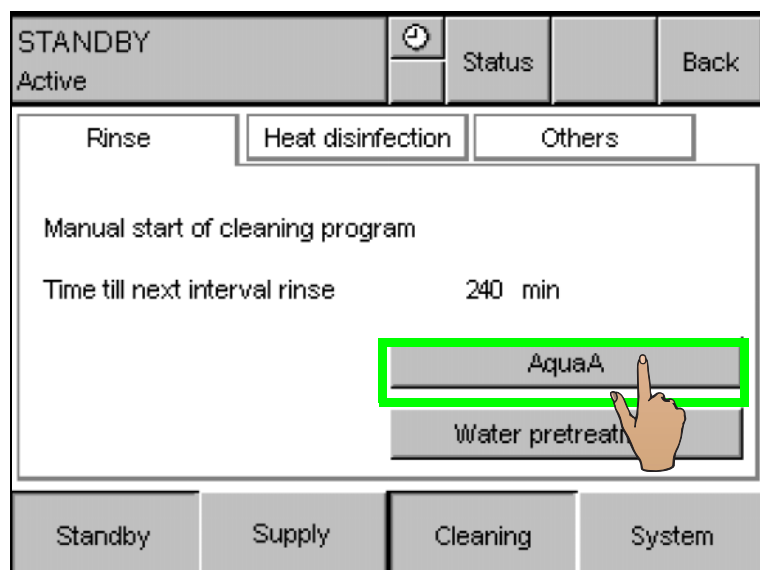 STANDBY
Active
Status
Back
Rinse
Heat disinfection
Others
Manual start of cleaning program
Time till next interval rinse 240 min
AquaA
Water
Standby
Supply
Cleaning
System